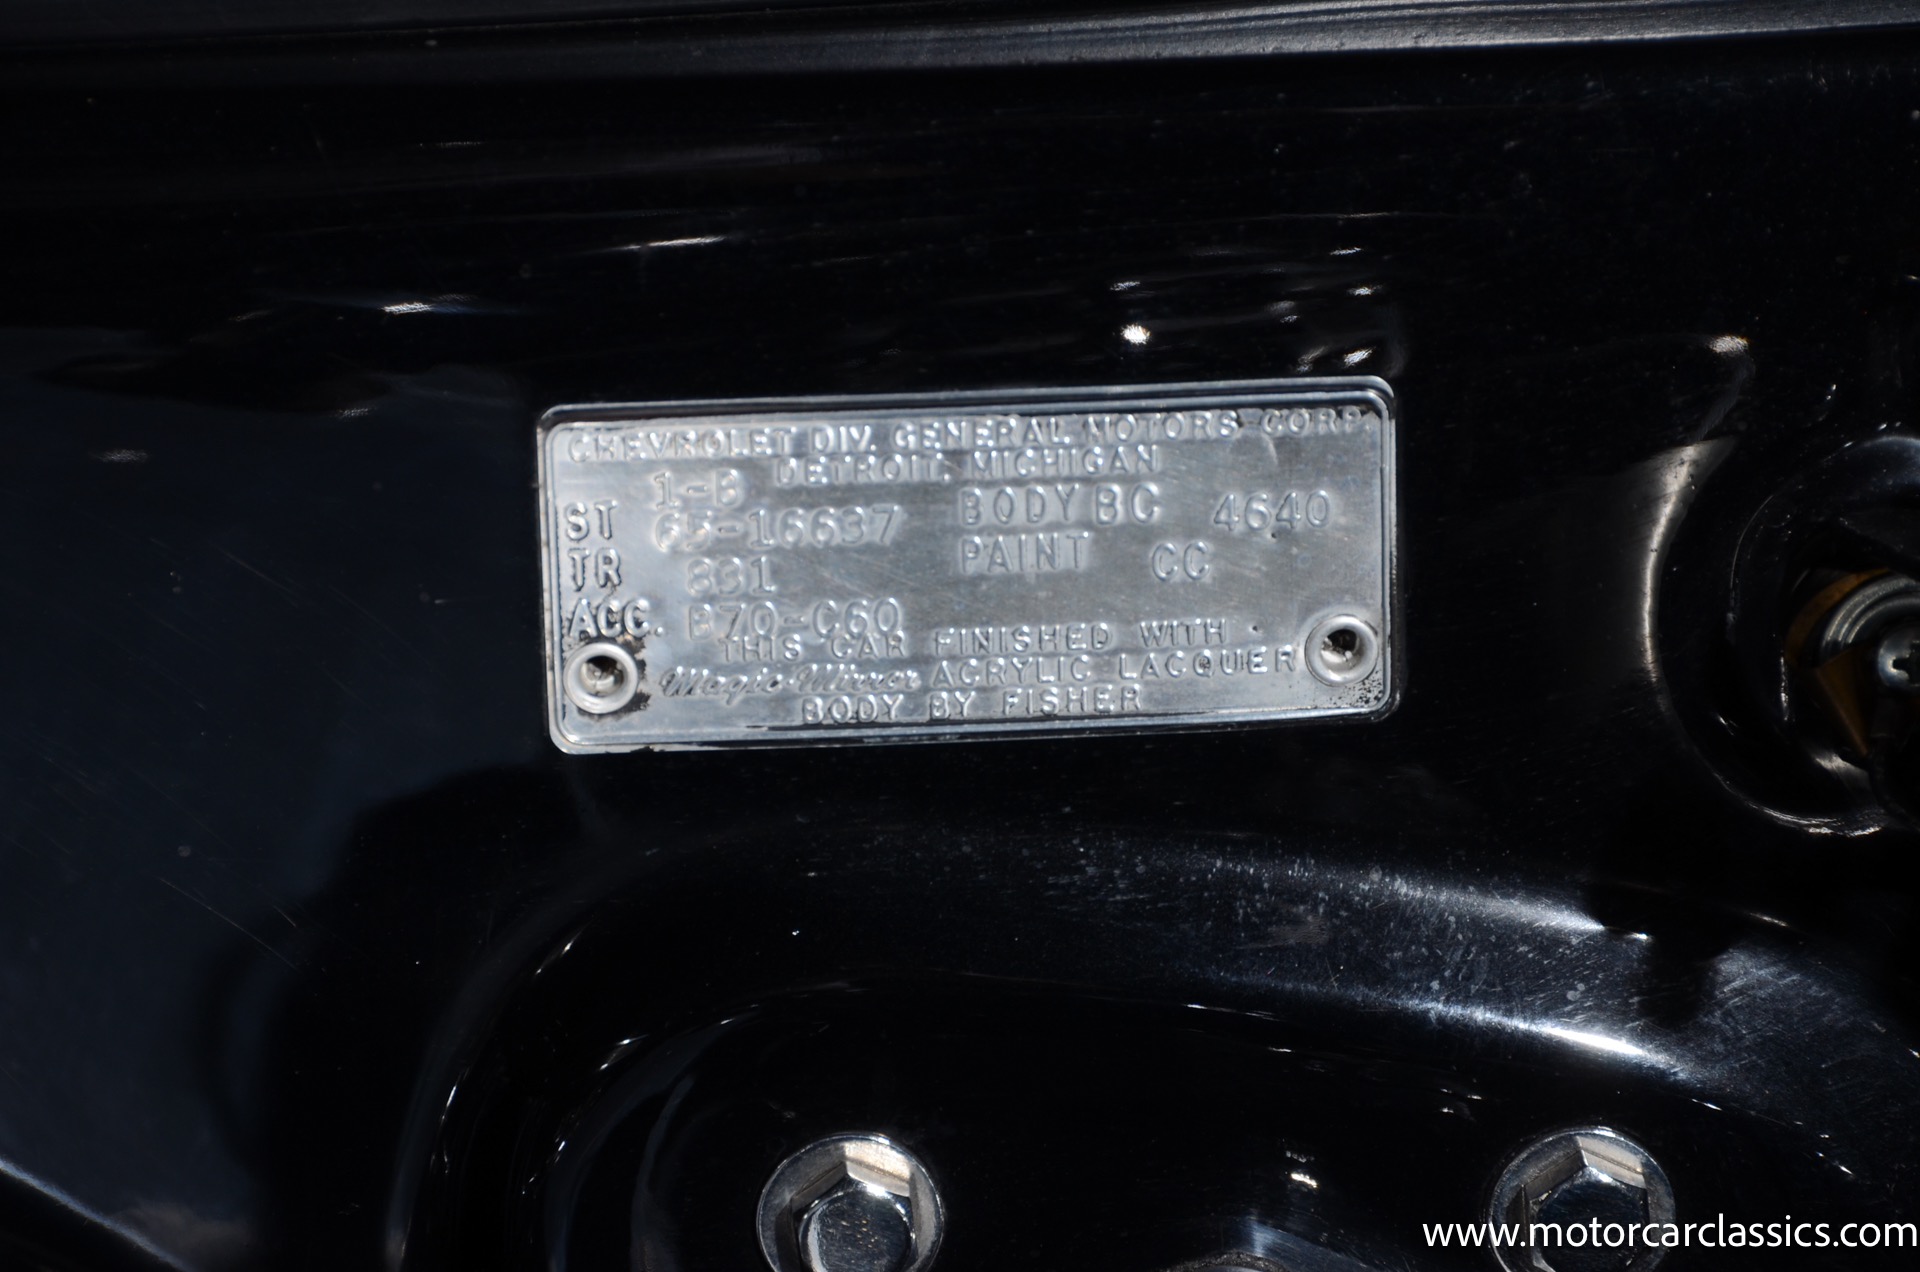 CHEVROLET DIV. GENERAL MOTORS CORP.
DETROIT, MICHIGAN
1-B
ST 65-16637 BODY BC 4640
TR 831 PAINT CC
ACC. B70-C60
THIS CAR FINISHED WITH
Magic-Mirror ACRYLIC LACQUER
BODY BY FISHER
www.motorcarclassics.com